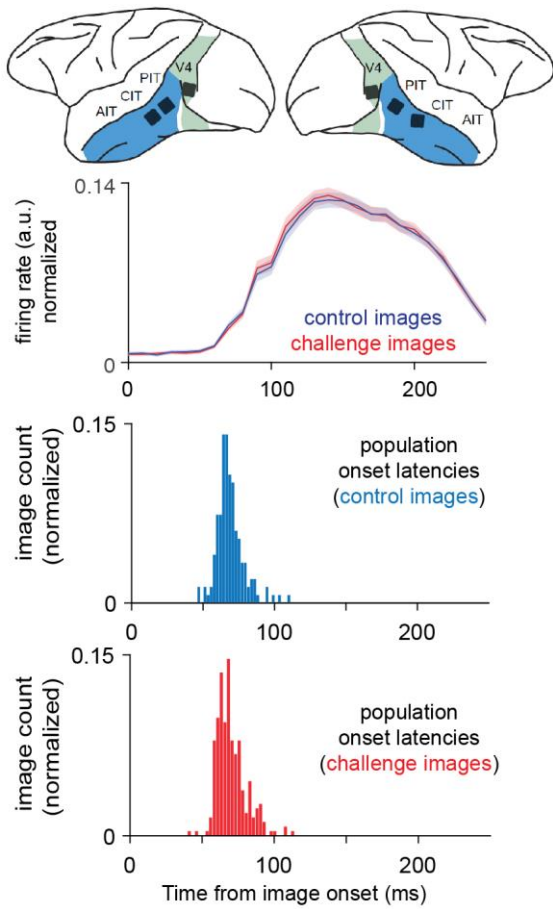 V4
PIT
CIT
AIT
V4
PIT
CIT
AIT
0.14
firing rate (a.u.)
normalized
control images
challenge images
0
0
100
200
0.15
image count
(normalized)
population
onset latencies
(control images)
0
0
100
200
0.15
image count
(normalized)
population
onset latencies
(challenge images)
0
0
100
200
Time from image onset (ms)